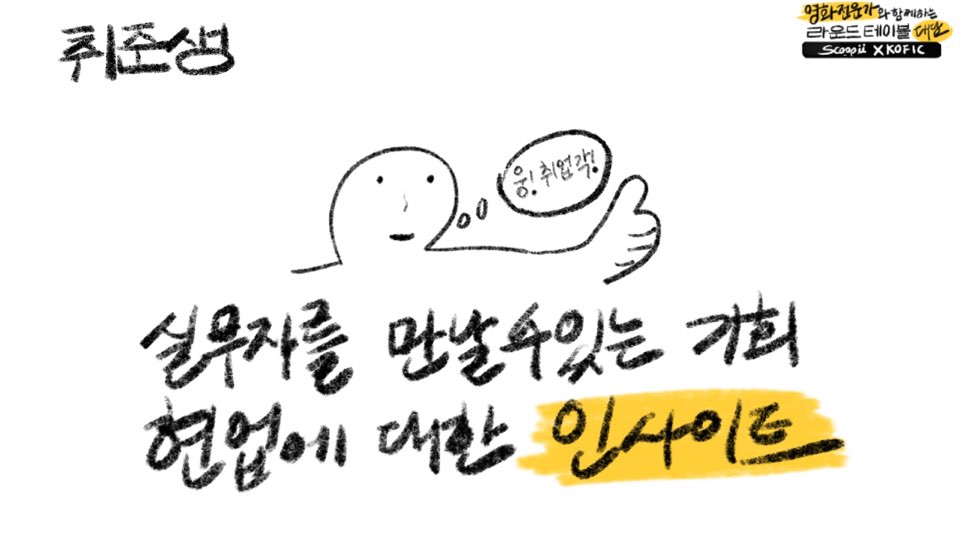 취준생
영화전문가와 함께하는
라운드 테이블 대담
Scoopii X KOFIC
웅! 취업각!
실무자를 만날수있는 기회
현업에 대한 인사이트